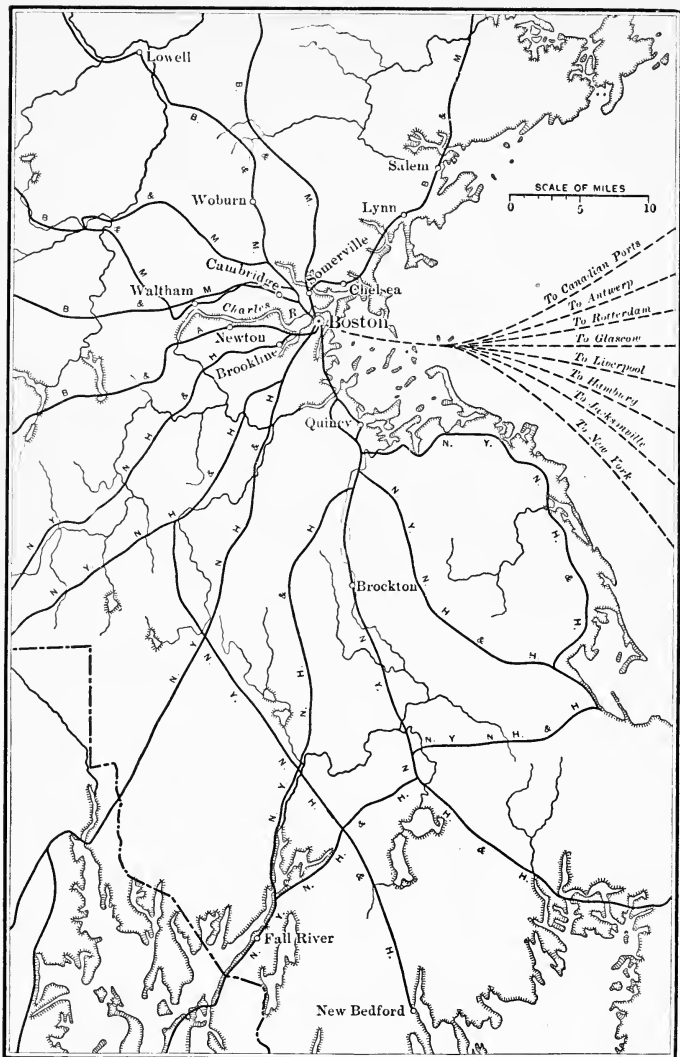 Lowell
B. & M.
B. & M.
B & M
Salem
Woburn
Lynn
SCALE OF MILES
0 5 10
B & M
B & M
Somerville
Cambridge
Chelsea
Waltham
Charles R.
Boston
Newton
Brookline
B & A
To Canadian Ports
To Antwerp
To Rotterdam
To Glascow
To Liverpool
To Hamburg
To Jacksonville
To New York
Quincy
N. Y. N. H. & H.
N Y N H & H
N Y N H & H
N Y N H & H
N Y N H & H
Brockton
N Y N H & H
N Y. N H. & H.
N Y N H & H
N. Y. N H. & H.
N. Y. N. H. & H.
Fall River
New Bedford